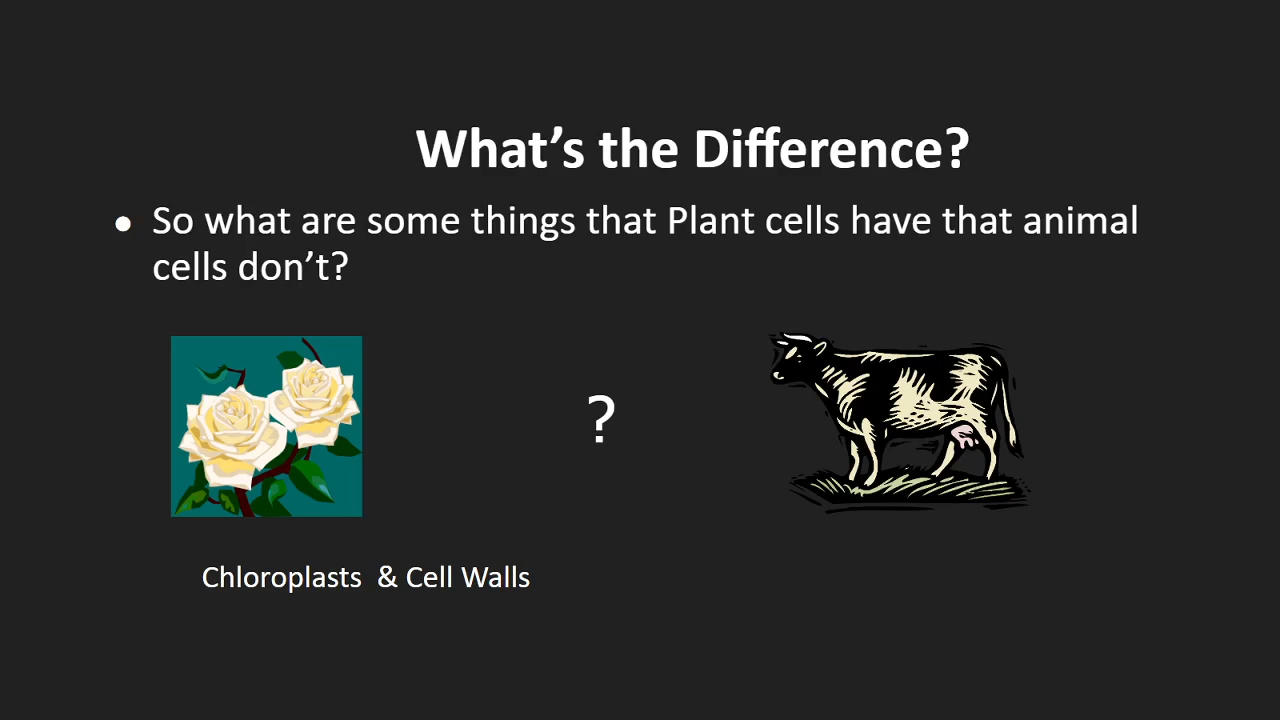 What’s the Difference?
• So what are some things that Plant cells have that animal
cells don’t?
?
Chloroplasts  & Cell Walls